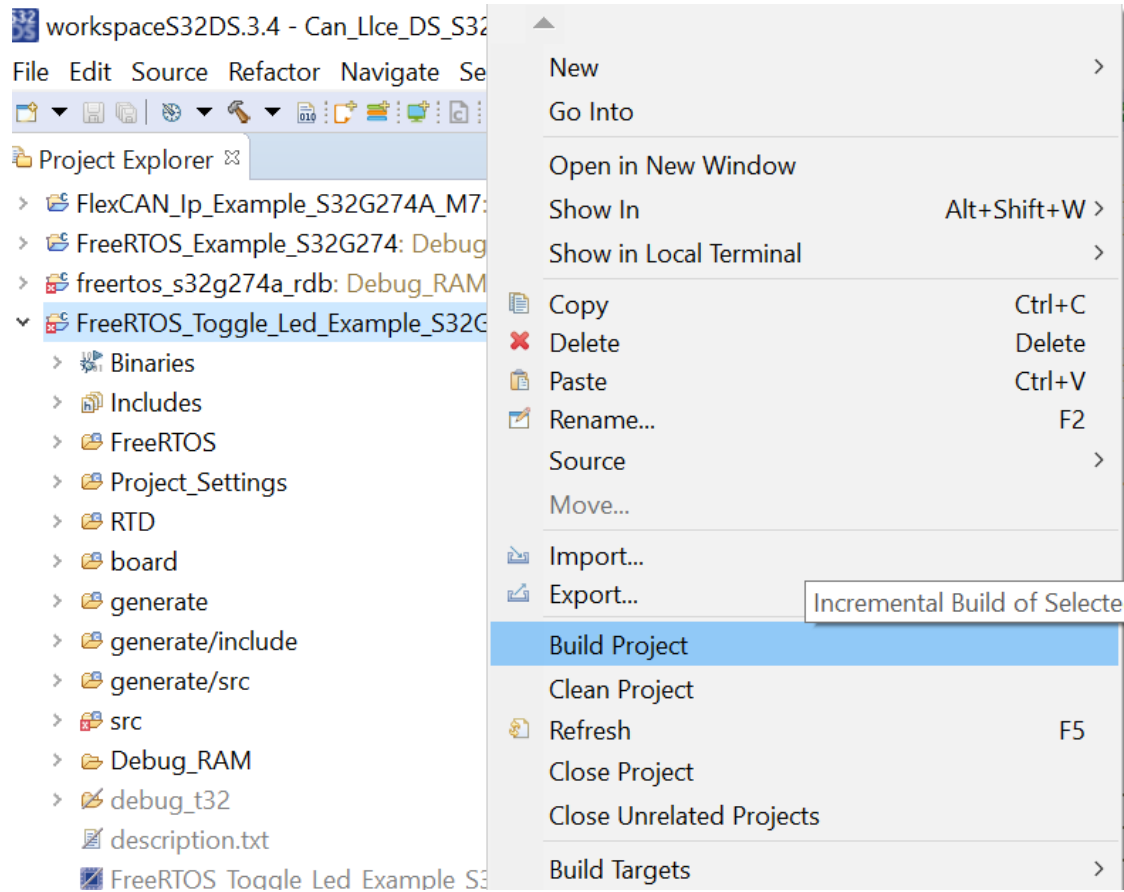 workspaceS32DS.3.4 - Can_Llce_DS_S32
File Edit Source Refactor Navigate Se
Project Explorer
FlexCAN_Ip_Example_S32G274A_M7:
FreeRTOS_Example_S32G274: Debug
freertos_s32g274a_rdb: Debug_RAM
FreeRTOS_Toggle_Led_Example_S32G
Binaries
Includes
FreeRTOS
Project_Settings
RTD
board
generate
generate/include
generate/src
src
Debug_RAM
debug_t32
description.txt
FreeRTOS_Toggle_Led_Example_S3
New
Go Into
Open in New Window
Show In Alt+Shift+W
Show in Local Terminal
Copy Ctrl+C
Delete Delete
Paste Ctrl+V
Rename... F2
Source
Move...
Import...
Export...
Incremental Build of Selecte
Build Project
Clean Project
Refresh F5
Close Project
Close Unrelated Projects
Build Targets